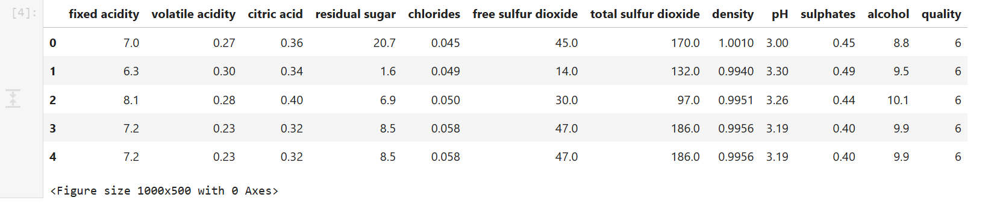 [4]:
fixed acidity volatile acidity citric acid residual sugar chlorides free sulfur dioxide total sulfur dioxide density pH sulphates alcohol quality
0 7.0 0.27 0.36 20.7 0.045 45.0 170.0 1.0010 3.00 0.45 8.8 6
1 6.3 0.30 0.34 1.6 0.049 14.0 132.0 0.9940 3.30 0.49 9.5 6
2 8.1 0.28 0.40 6.9 0.050 30.0 97.0 0.9951 3.26 0.44 10.1 6
3 7.2 0.23 0.32 8.5 0.058 47.0 186.0 0.9956 3.19 0.40 9.9 6
4 7.2 0.23 0.32 8.5 0.058 47.0 186.0 0.9956 3.19 0.40 9.9 6
<Figure size 1000x500 with 0 Axes>